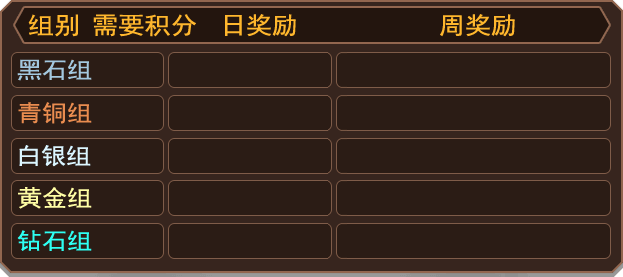 组别 需要积分 日奖励 周奖励
黑石组
青铜组
白银组
黄金组
钻石组